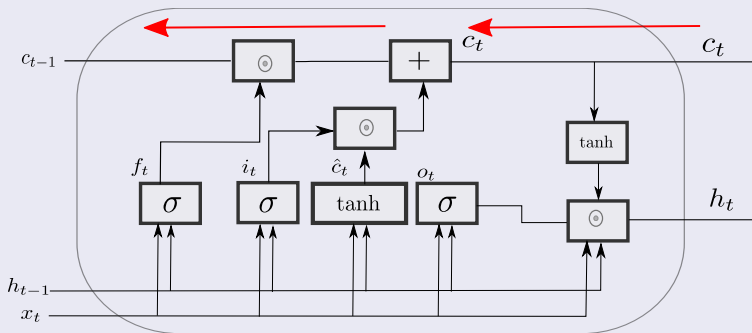 c_t
c_t
c_{t-1}
+
⊙
⊙
tanh
f_t
i_t
ĉ_t
o_t
σ
σ
tanh
σ
⊙
h_t
h_{t-1}
x_t